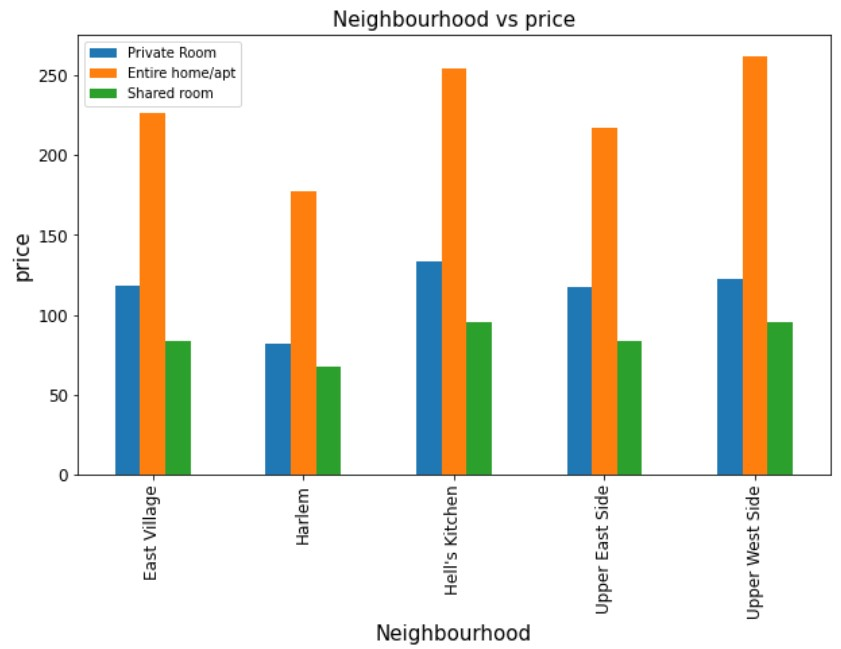 Neighbourhood vs price
Private Room
Entire home/apt
Shared room
price
250
200
150
100
50
0
East Village
Harlem
Hell's Kitchen
Upper East Side
Upper West Side
Neighbourhood